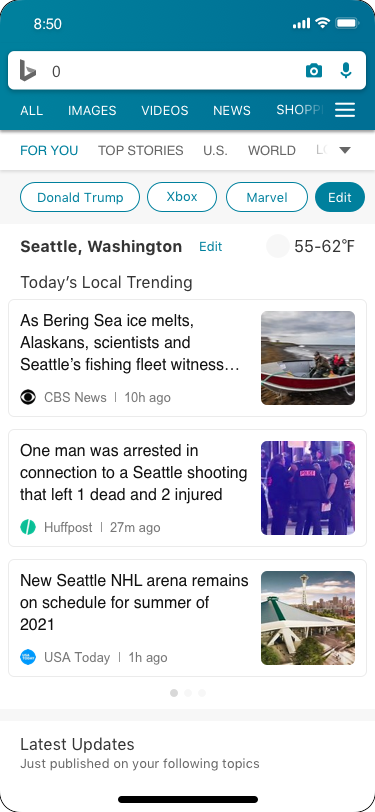 8:50
0
ALL IMAGES VIDEOS NEWS SHOPP
FOR YOU TOP STORIES U.S. WORLD L
Donald Trump Xbox Marvel Edit
Seattle, Washington Edit 55-62°F
Today's Local Trending
As Bering Sea ice melts,
Alaskans, scientists and
Seattle's fishing fleet witness…
CBS News | 10h ago
One man was arrested in
connection to a Seattle shooting
that left 1 dead and 2 injured
Huffpost | 27m ago
POLICE
New Seattle NHL arena remains
on schedule for summer of
2021
USA TODAY
USA Today | 1h ago
Latest Updates
Just published on your following topics